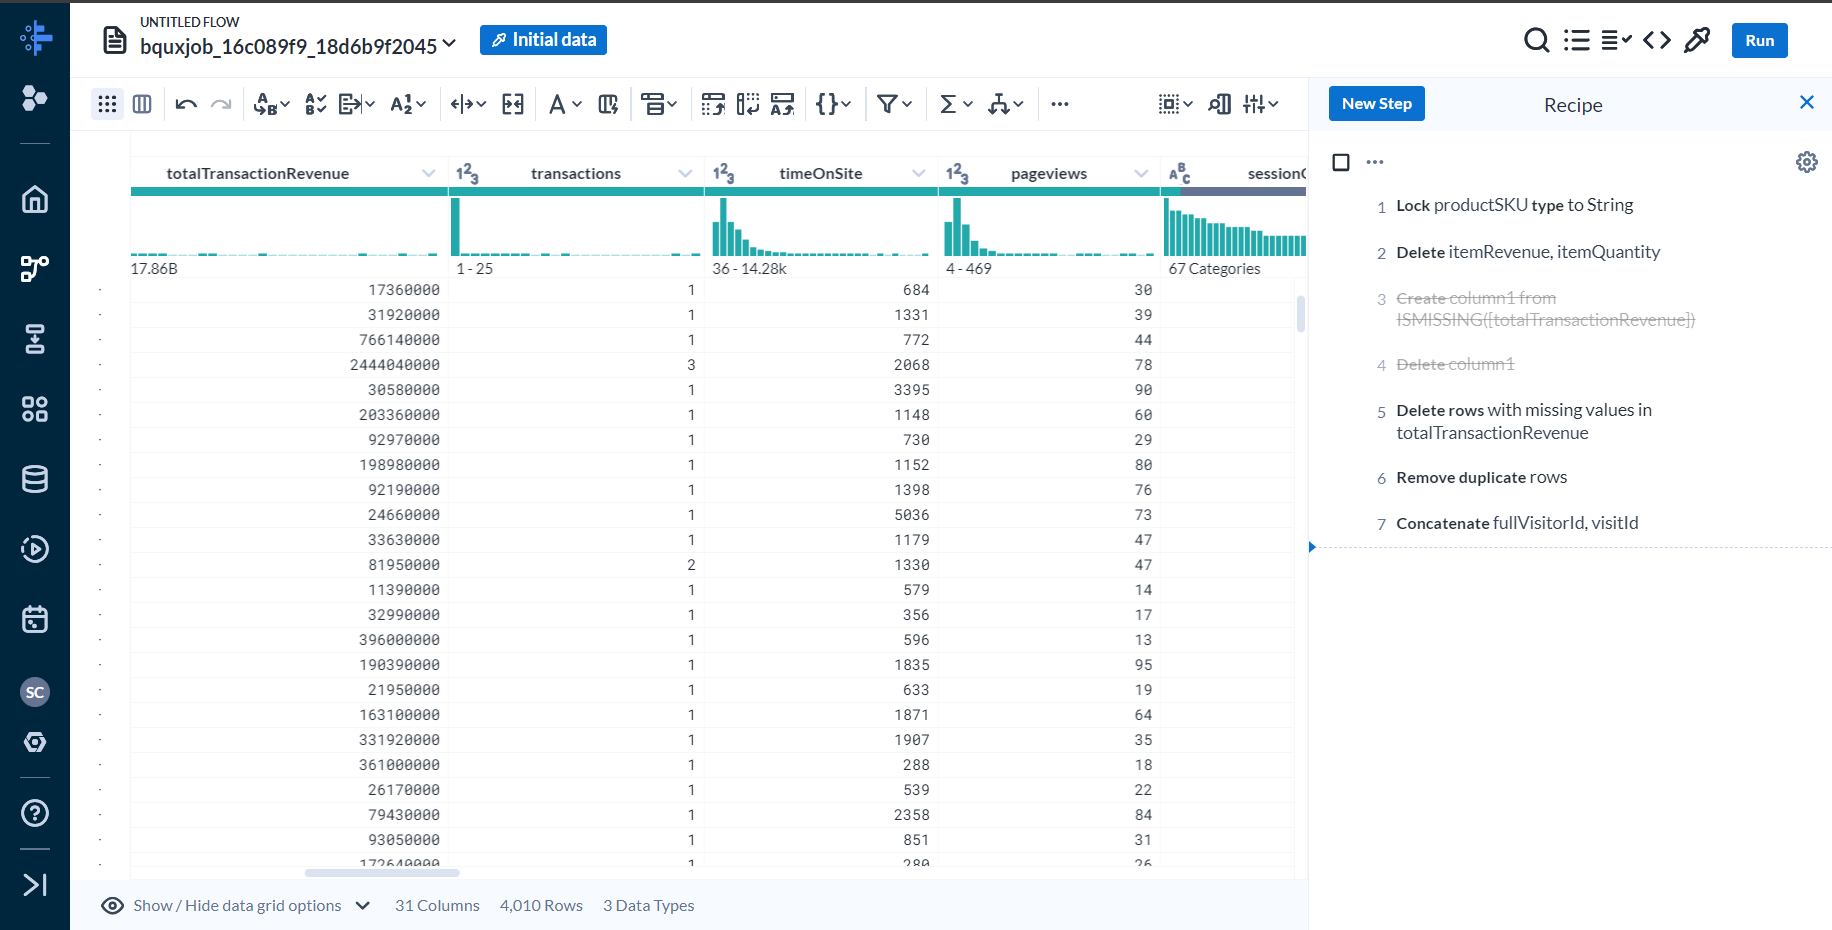 UNTITLED FLOW
bquxjob_16c089f9_18d6b9f2045
Initial data
Run
New Step
Recipe
totalTransactionRevenue
transactions
timeOnSite
pageviews
17.86B
1 - 25
36 - 14.28k
4 - 469
67 Categories
17360000 1 684 30
31920000 1 1331 39
766140000 1 772 44
2444040000 3 2068 78
30580000 1 3395 90
203360000 1 1148 60
92970000 1 730 29
198980000 1 1152 80
92190000 1 1398 76
24660000 1 5036 73
33630000 1 1179 47
81950000 2 1330 47
11390000 1 579 14
32990000 1 356 17
396000000 1 596 13
190390000 1 1835 95
21950000 1 633 19
163100000 1 1871 64
331920000 1 1907 35
361000000 1 288 18
26170000 1 539 22
79430000 1 2358 84
93050000 1 851 31
172640000 1 280 26
1 Lock productSKU type to String
2 Delete itemRevenue, itemQuantity
3 Create column1 from
ISMISSING([totalTransactionRevenue])
4 Delete column1
5 Delete rows with missing values in
totalTransactionRevenue
6 Remove duplicate rows
7 Concatenate fullVisitorId, visitId
SC
Show / Hide data grid options
31 Columns
4,010 Rows
3 Data Types